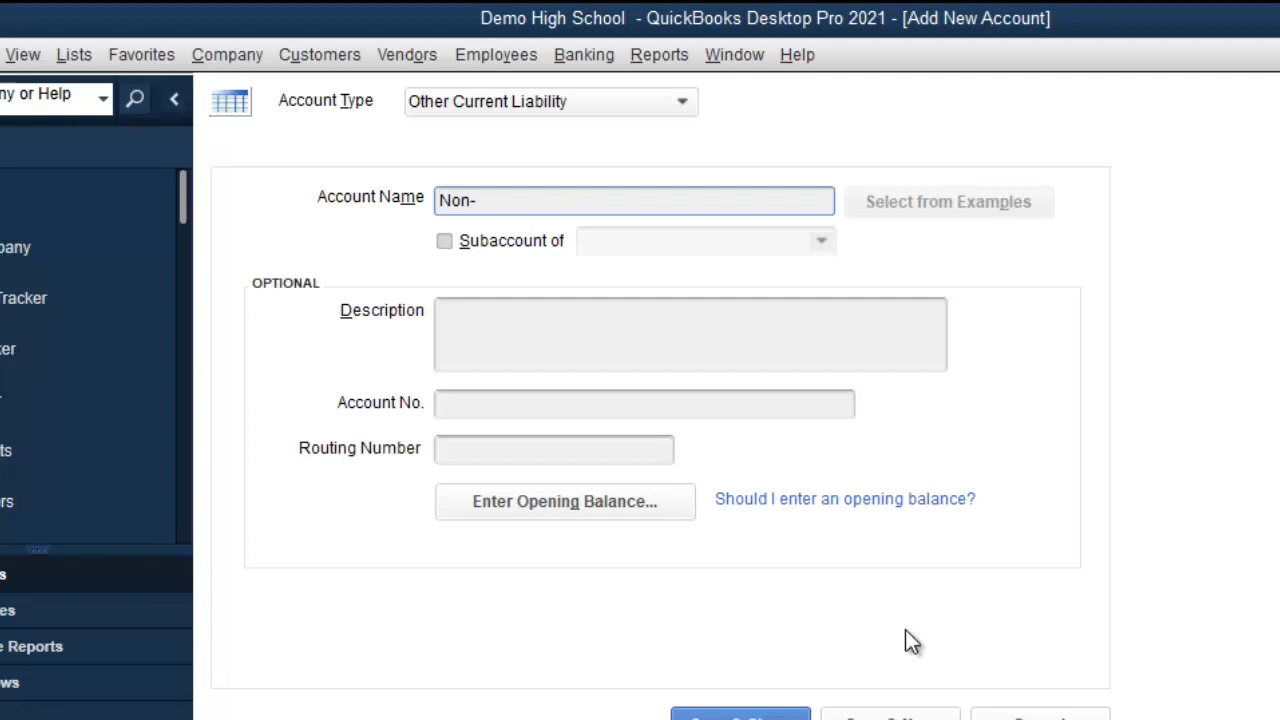 Demo High School - QuickBooks Desktop Pro 2021 - [Add New Account]
View Lists Favorites Company Customers Vendors Employees Banking Reports Window Help
ny or Help
Account Type Other Current Liability
Account Name Non- Select from Examples
Subaccount of
pany
OPTIONAL
Tracker
Description
ter
Account No.
Routing Number
ts
Enter Opening Balance... Should I enter an opening balance?
rs
s
es
e Reports
ws